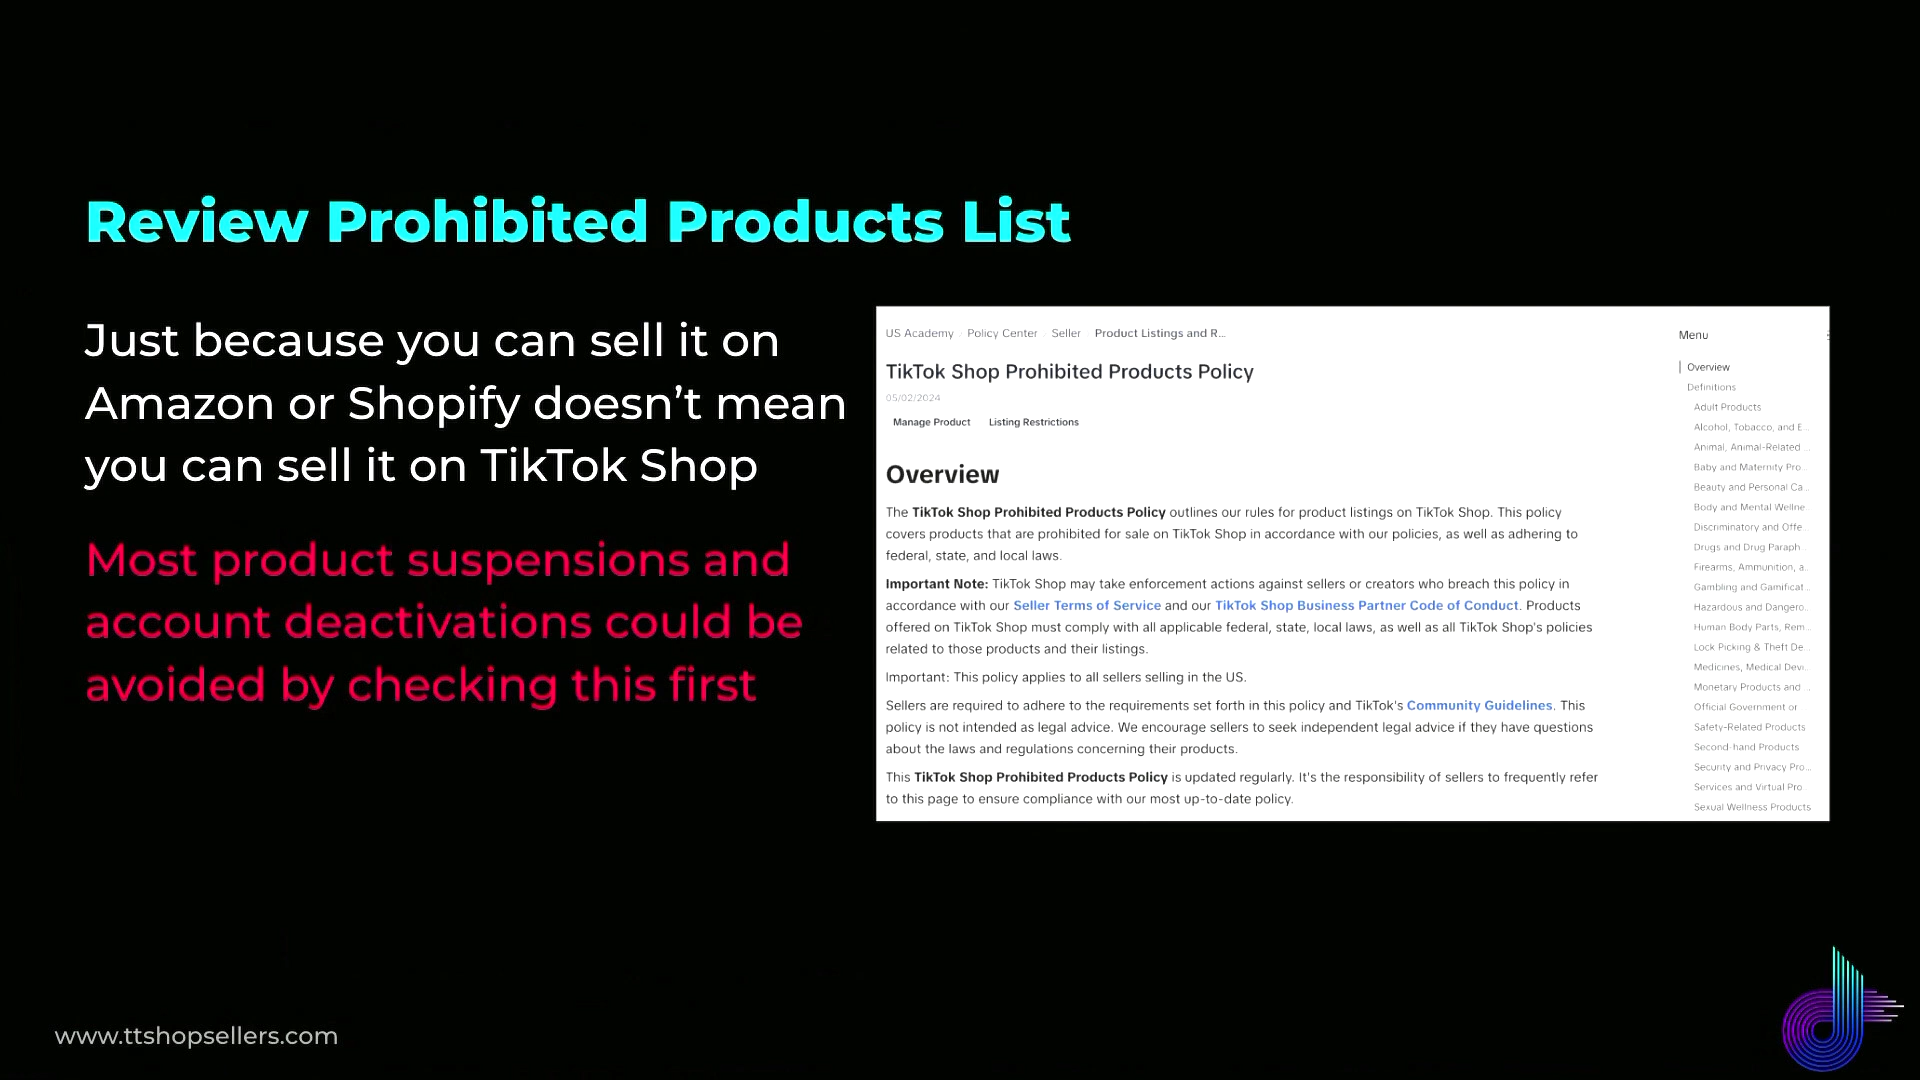 Review Prohibited Products List
Just because you can sell it on
Amazon or Shopify doesn’t mean
you can sell it on TikTok Shop
Most product suspensions and
account deactivations could be
avoided by checking this first
US Academy Policy Center Seller Product Listings and R...
TikTok Shop Prohibited Products Policy
05/02/2024
Manage Product Listing Restrictions
Overview
The TikTok Shop Prohibited Products Policy outlines our rules for product listings on TikTok Shop. This policy
covers products that are prohibited for sale on TikTok Shop in accordance with our policies, as well as adhering to
federal, state, and local laws.
Important Note: TikTok Shop may take enforcement actions against sellers or creators who breach this policy in
accordance with our Seller Terms of Service and our TikTok Shop Business Partner Code of Conduct. Products
offered on TikTok Shop must comply with all applicable federal, state, local laws, as well as all TikTok Shop's policies
related to those products and their listings.
Important: This policy applies to all sellers selling in the US.
Sellers are required to adhere to the requirements set forth in this policy and TikTok's Community Guidelines. This
policy is not intended as legal advice. We encourage sellers to seek independent legal advice if they have questions
about the laws and regulations concerning their products.
This TikTok Shop Prohibited Products Policy is updated regularly. It's the responsibility of sellers to frequently refer
to this page to ensure compliance with our most up-to-date policy.
Menu
Overview
Definitions
Adult Products
Alcohol, Tobacco, and E...
Animal, Animal-Related ...
Baby and Maternity Pro...
Beauty and Personal Ca...
Body and Mental Wellne...
Discriminatory and Offe...
Drugs and Drug Paraph...
Firearms, Ammunition, a...
Gambling and Gamificat...
Hazardous and Dangero...
Human Body Parts, Rem...
Lock Picking & Theft De...
Medicines, Medical Devi...
Monetary Products and ...
Official Government or
Safety-Related Products
Second-hand Products
Security and Privacy Pro...
Services and Virtual Pro
Sexual Wellness Products
www.ttshopsellers.com